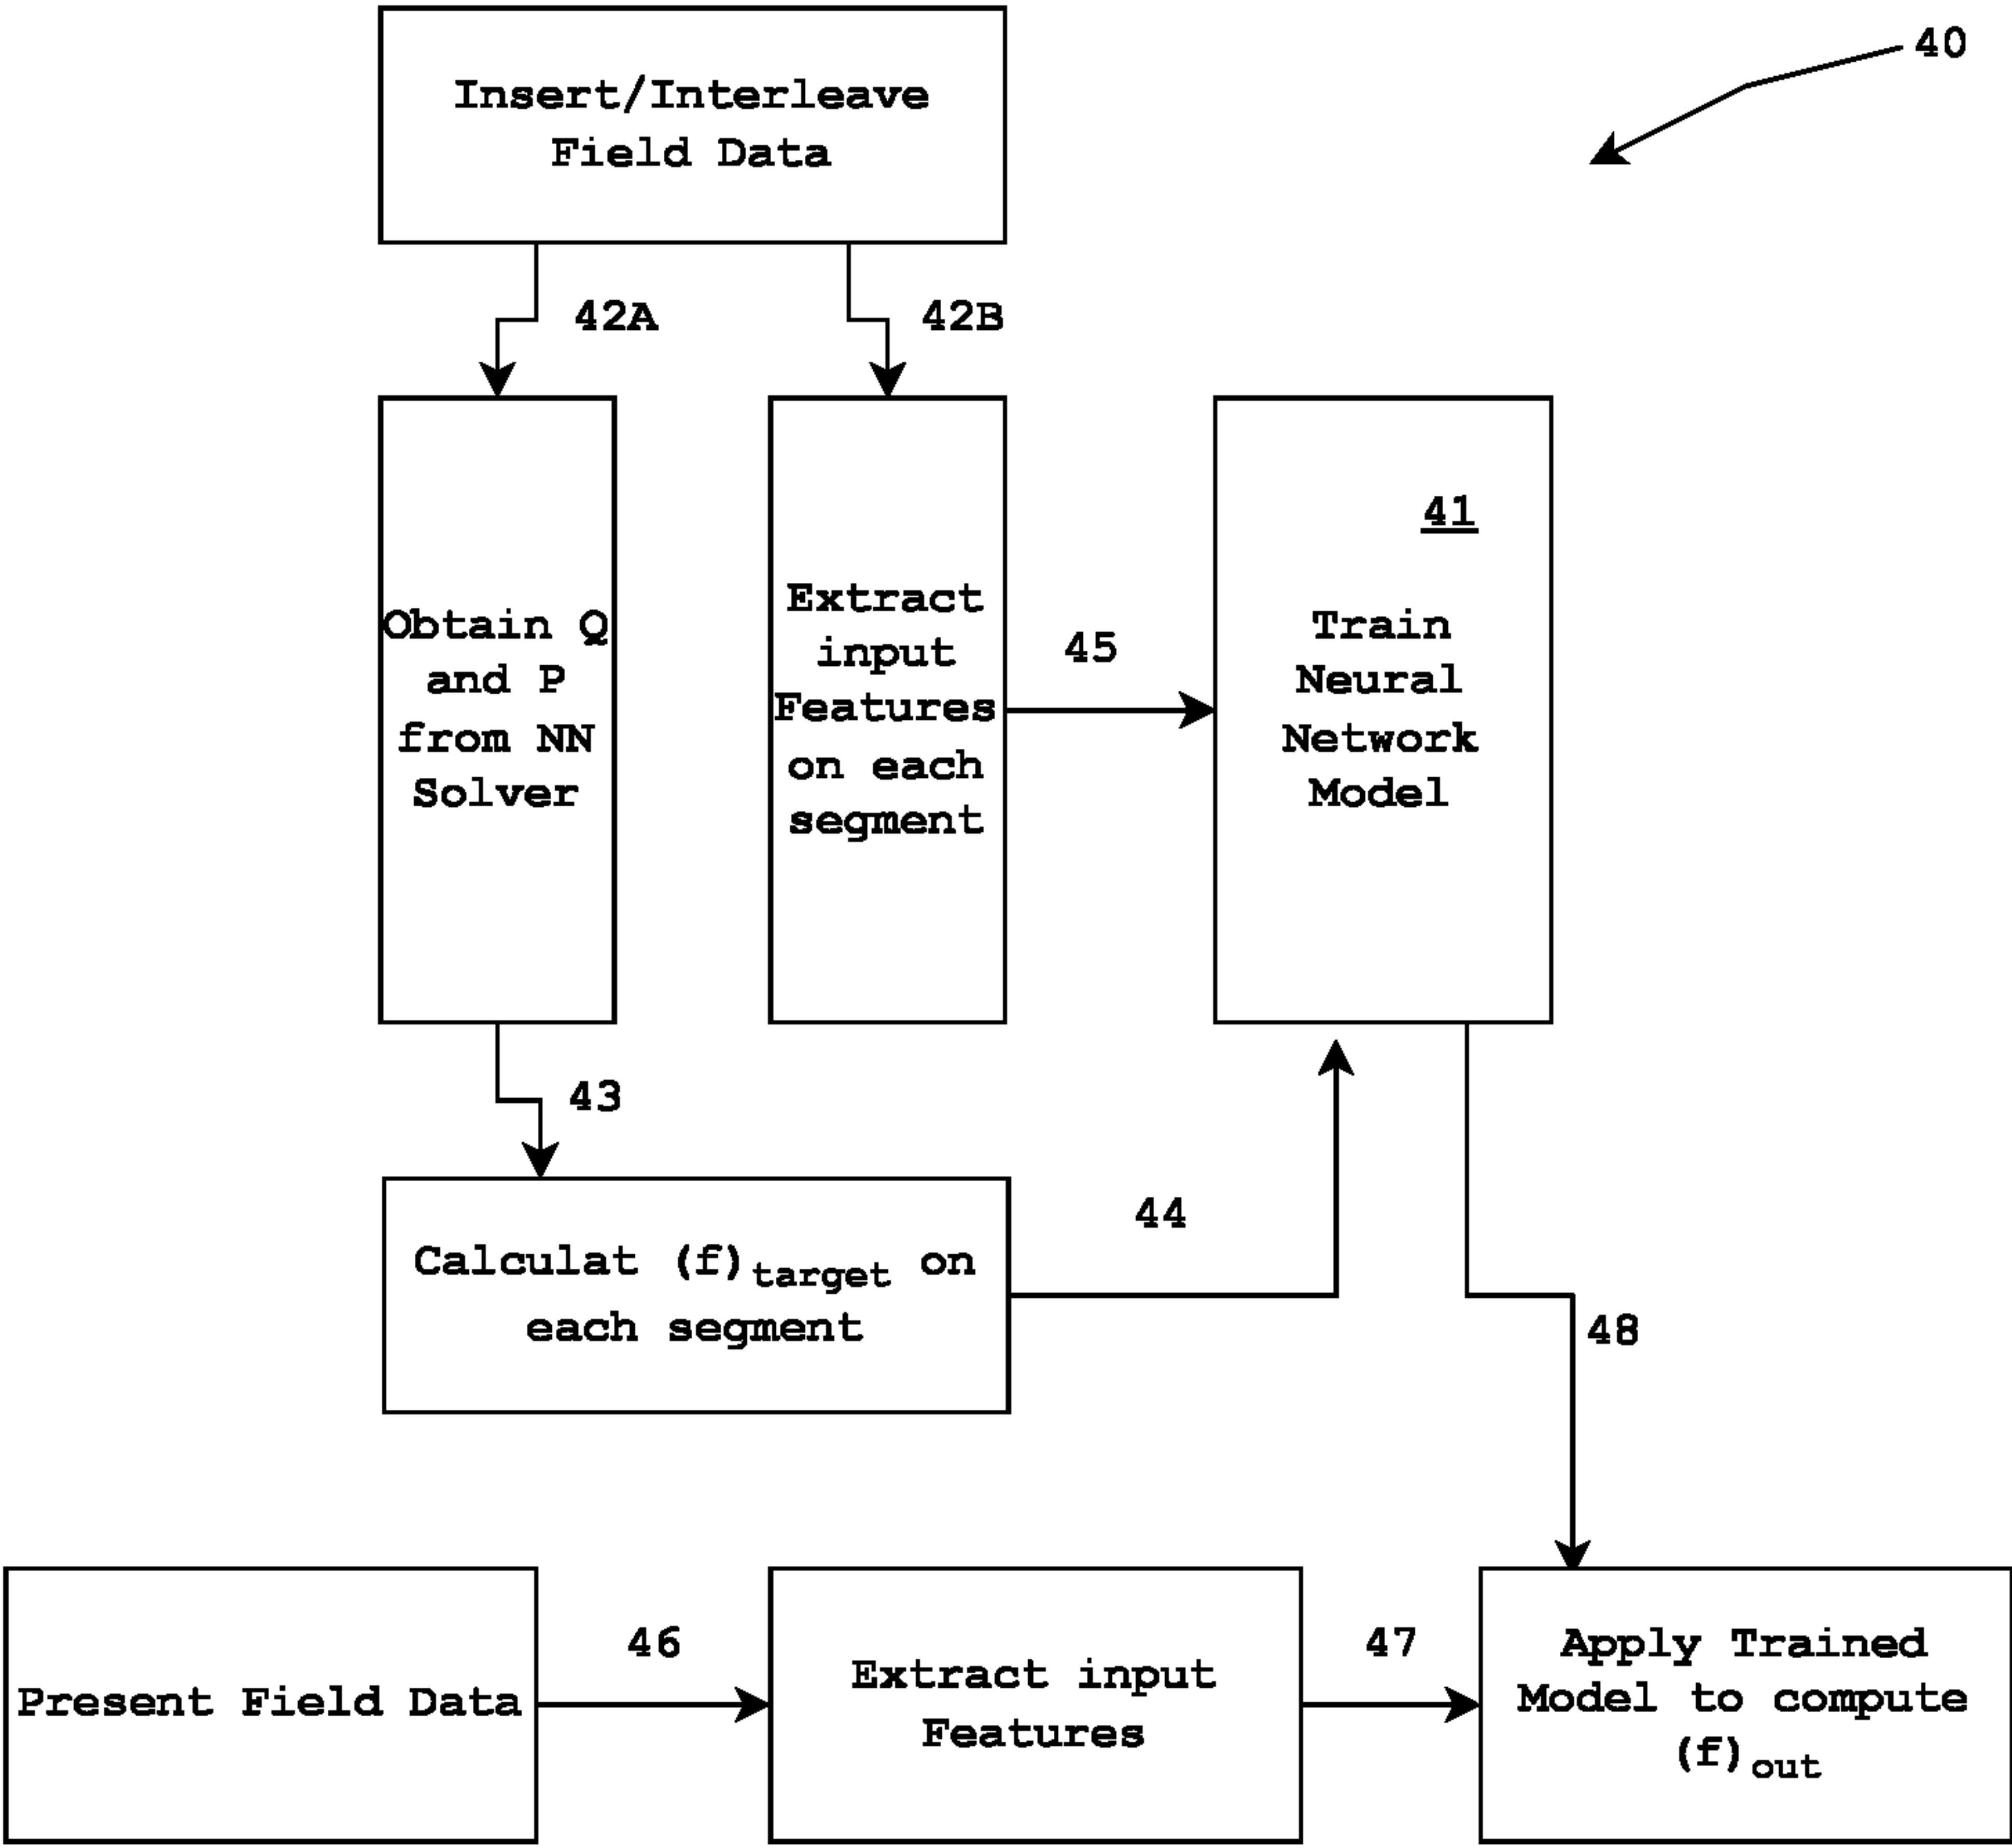 40
Insert/Interleave
Field Data
42A
42B
Obtain Q
and P
from NN
Solver
Extract
input
Features
on each
segment
45
41
Train
Neural
Network
Model
43
Calculat (f)target on
each segment
44
48
Present Field Data
46
Extract input
Features
47
Apply Trained
Model to compute
(f)out